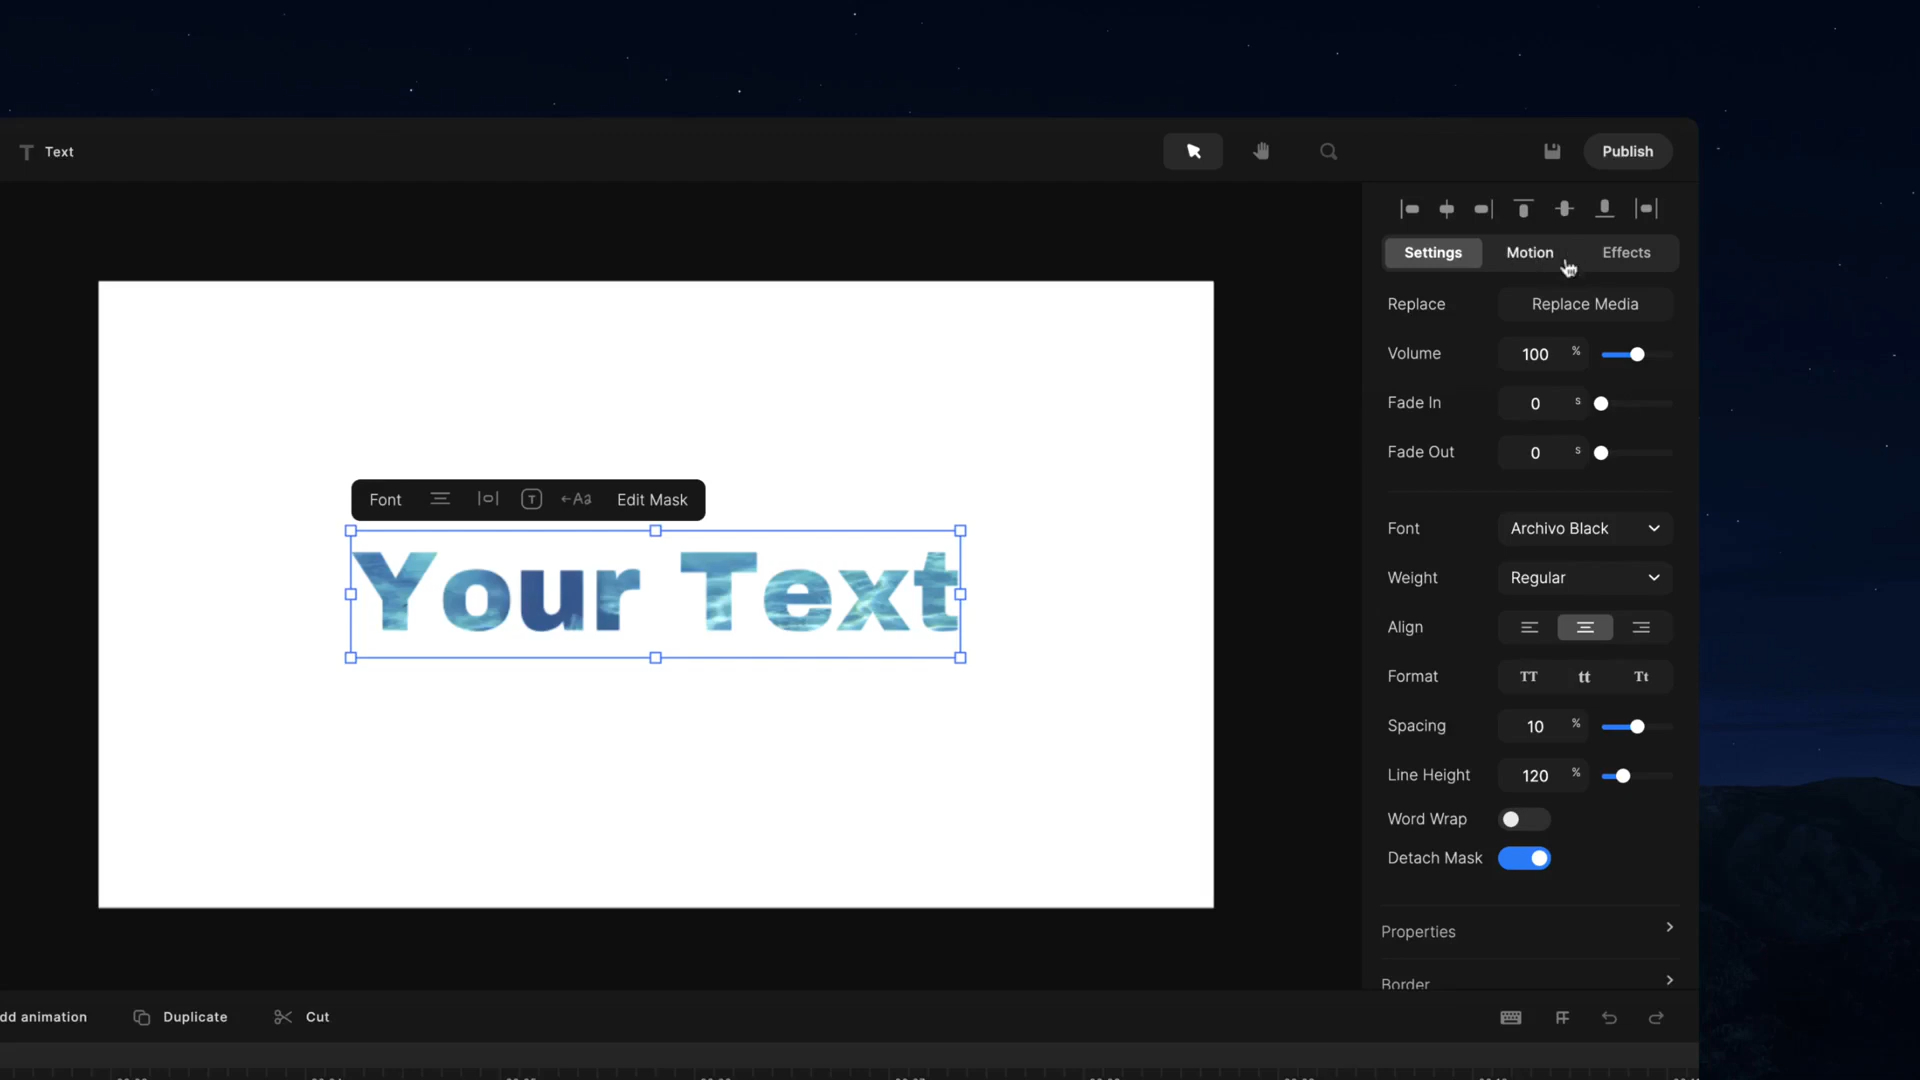 Text
Publish
Settings Motion Effects
Replace Replace Media
Volume 100 %
Fade In 0 s
Fade Out 0 s
Font Edit Mask
Your Text
Font Archivo Black
Weight Regular
Align
Format TT tt Tt
Spacing 10 %
Line Height 120 %
Word Wrap
Detach Mask
Properties
Border
dd animation Duplicate Cut